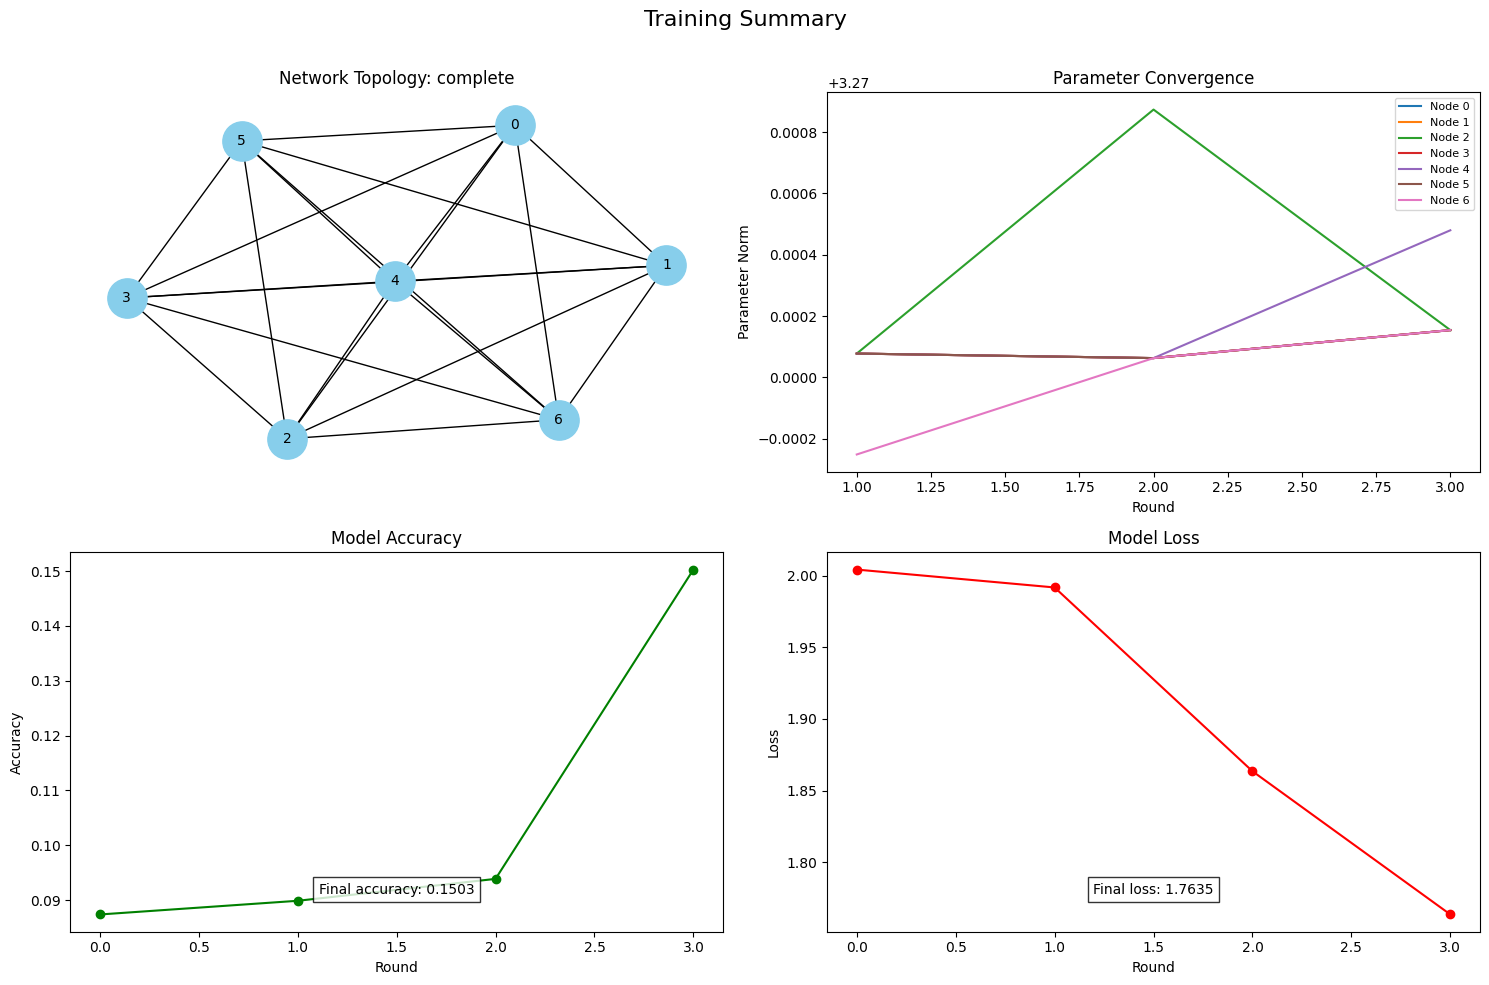 Training Summary
Network Topology: complete
5
0
1
4
3
6
2
Parameter Convergence
+3.27
0.0008
0.0006
0.0004
0.0002
0.0000
−0.0002
Parameter Norm
Node 0
Node 1
Node 2
Node 3
Node 4
Node 5
Node 6
1.00 1.25 1.50 1.75 2.00 2.25 2.50 2.75 3.00
Round
Model Accuracy
0.15
0.14
0.13
0.12
0.11
0.10
0.09
Accuracy
Final accuracy: 0.1503
0.0 0.5 1.0 1.5 2.0 2.5 3.0
Round
Model Loss
2.00
1.95
1.90
1.85
1.80
Loss
Final loss: 1.7635
0.0 0.5 1.0 1.5 2.0 2.5 3.0
Round